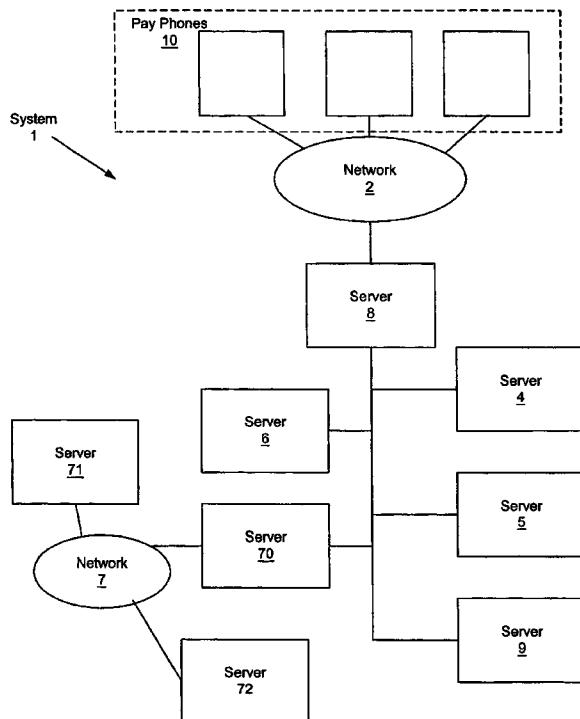 Pay Phones
10
System
1
Network
2
Server
8
Server
4
Server
6
Server
71
Server
5
Server
70
Network
7
Server
9
Server
72